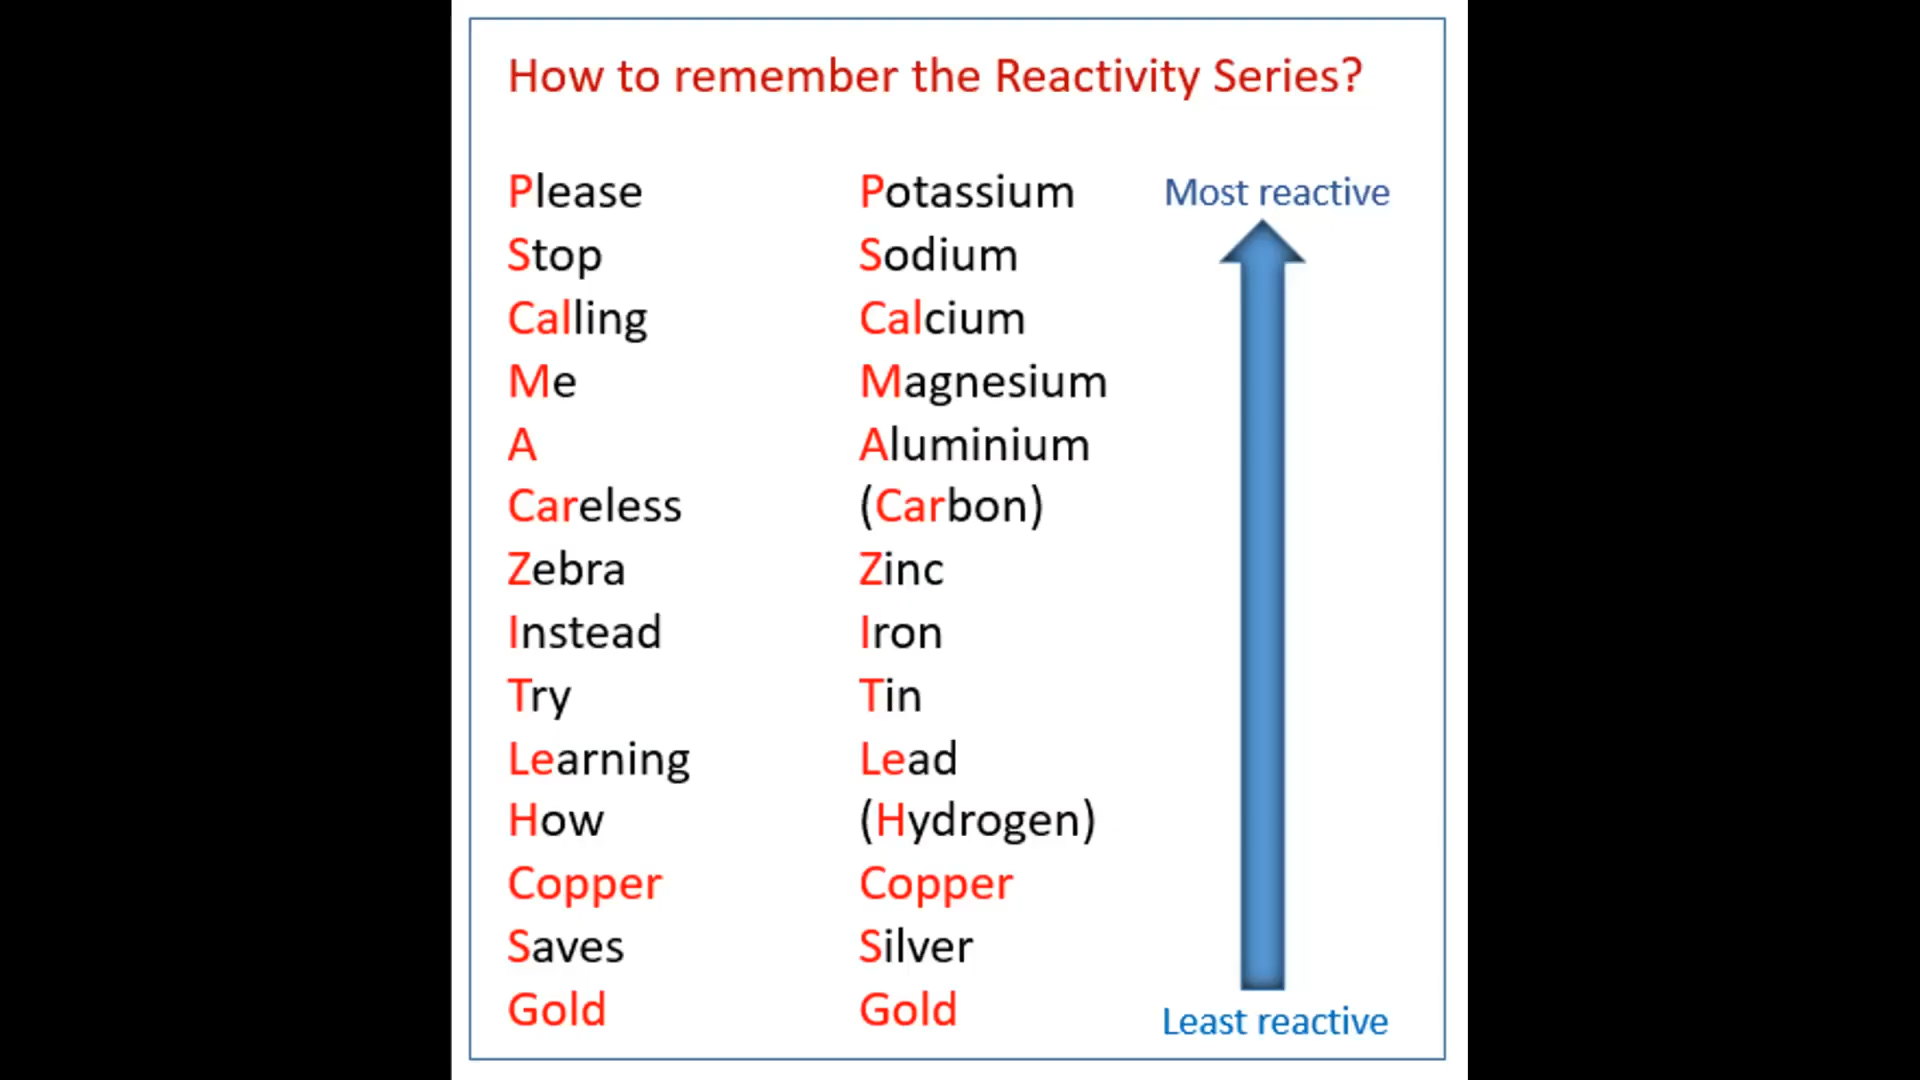 How to remember the Reactivity Series?
Please Potassium Most reactive
Stop Sodium
Calling Calcium
Me Magnesium
A Aluminium
Careless (Carbon)
Zebra Zinc
Instead Iron
Try Tin
Learning Lead
How (Hydrogen)
Copper Copper
Saves Silver
Gold Gold
Least reactive